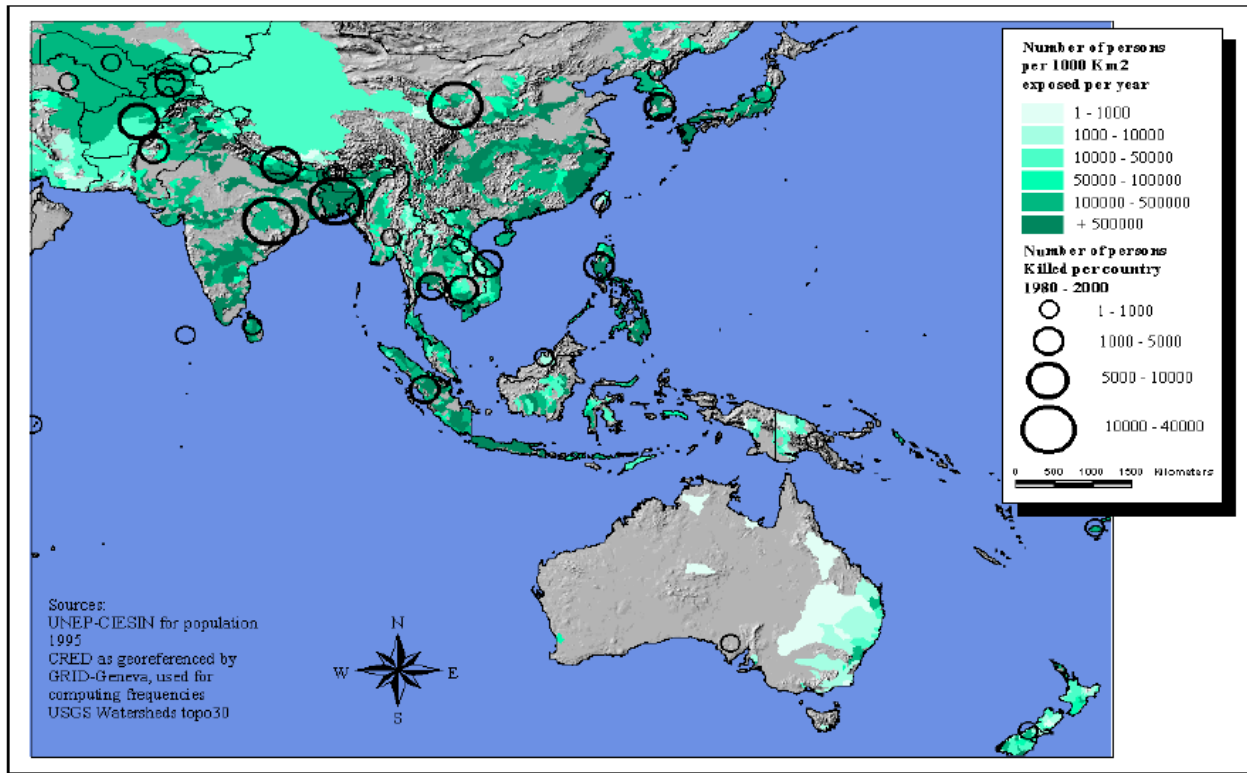 Number of persons
per 1000 Km2
exposed per year
1 - 1000
1000 - 10000
10000 - 50000
50000 - 100000
100000 - 500000
+ 500000
Number of persons
Killed per country
1980 - 2000
1 - 1000
1000 - 5000
5000 - 10000
10000 - 40000
0 500 1000 1500 Kilometers
Sources:
UNEP-CIESIN for population
1995
CRED as georeferenced by
GRID-Geneva, used for
computing frequencies
USGS Watersheds topo30
N
W E
S